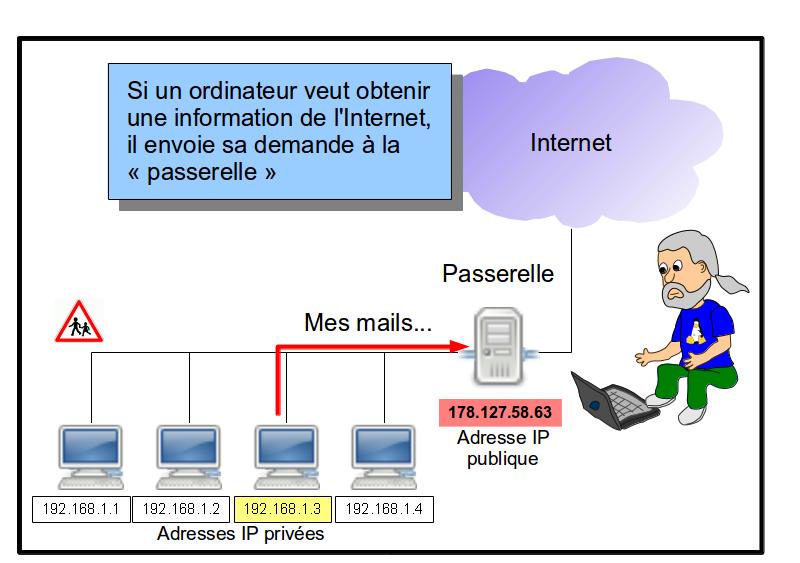 Si un ordinateur veut obtenir
une information de l'Internet,
il envoie sa demande à la
« passerelle »
Internet
Passerelle
Mes mails...
178.127.58.63
Adresse IP
publique
192.168.1.1
192.168.1.2
192.168.1.3
192.168.1.4
Adresses IP privées